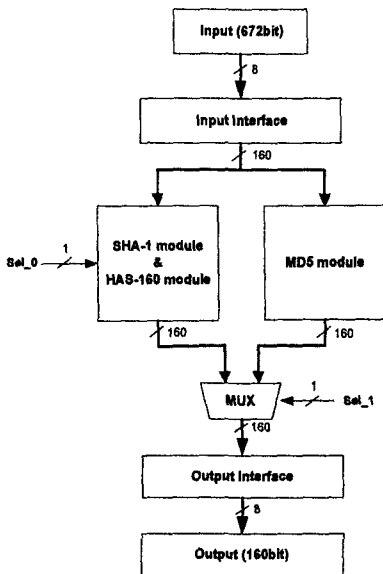 Input (672bit)
8
Input Interface
160
SHA-1 module
&
HAS-160 module
MD5 module
Sel_0
1
160
160
MUX
1
Sel_1
160
Output Interface
8
Output (160bit)